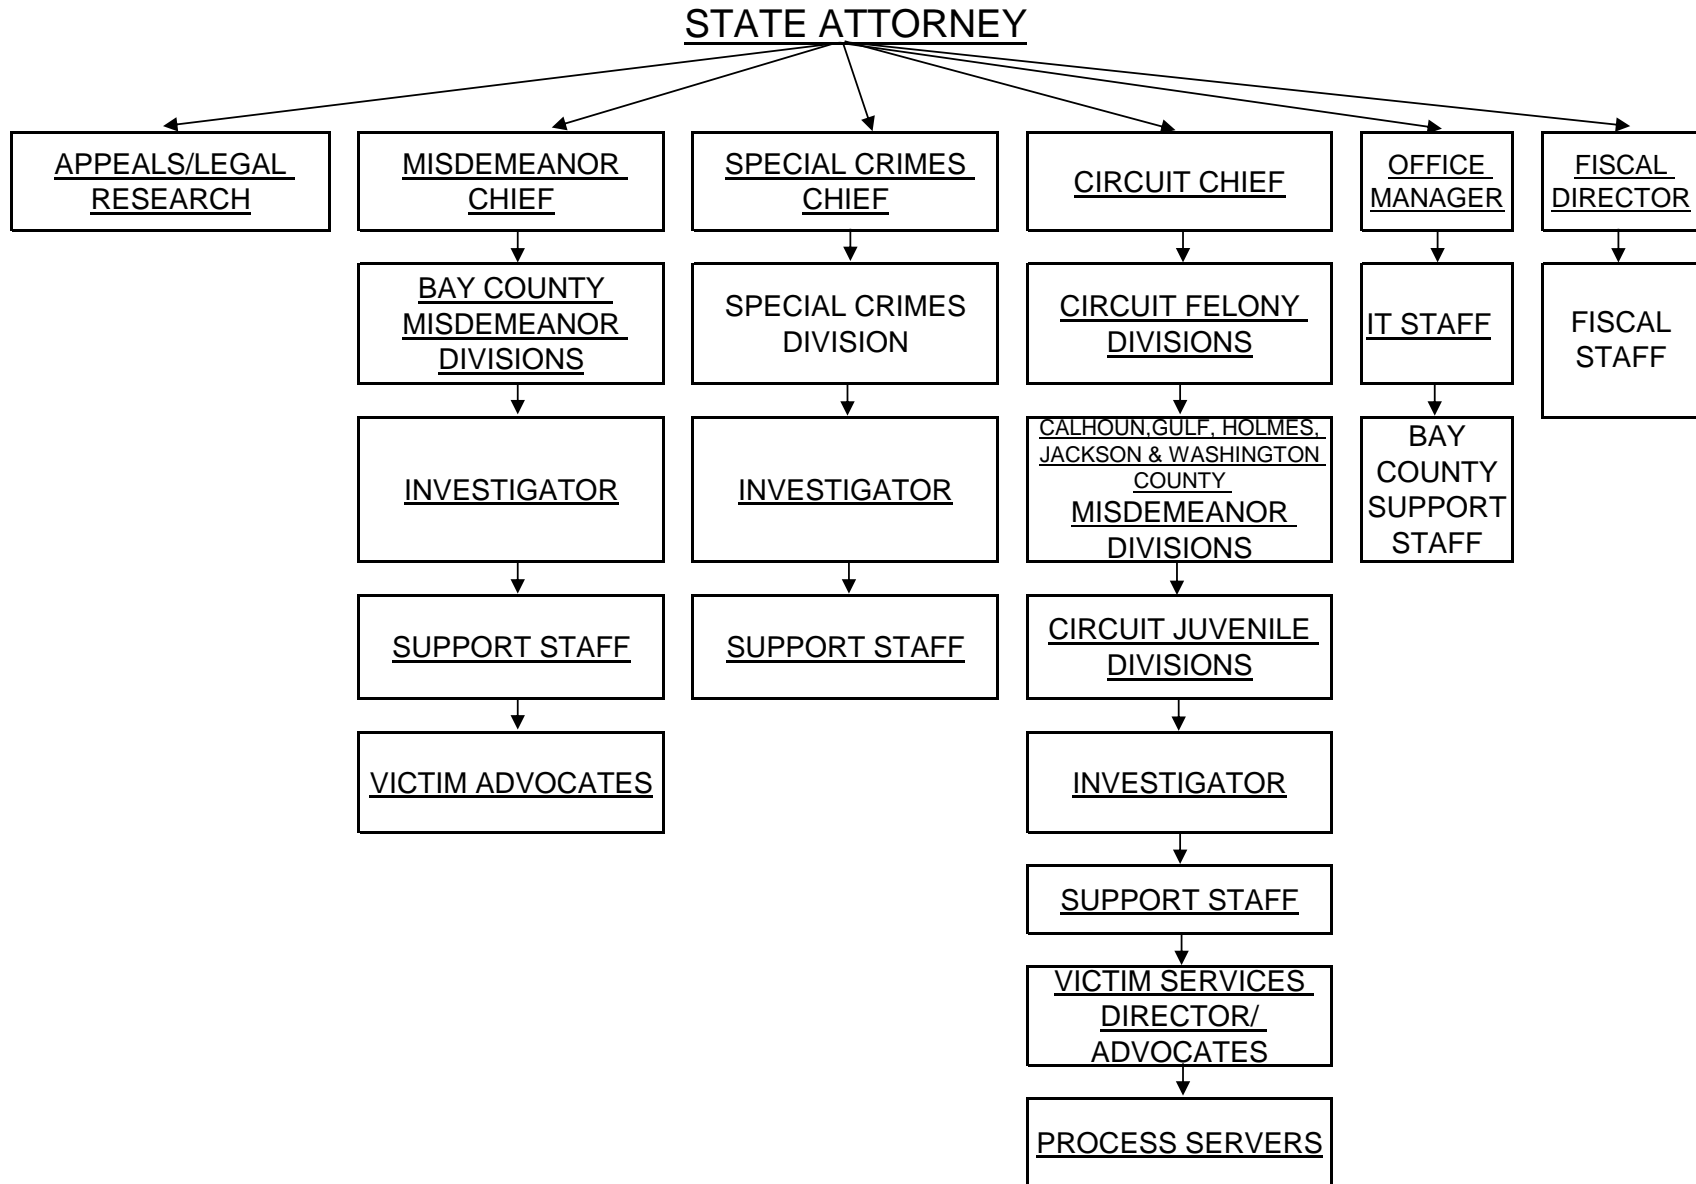 STATE ATTORNEY
APPEALS/LEGAL
RESEARCH
MISDEMEANOR
CHIEF
SPECIAL CRIMES
CHIEF
CIRCUIT CHIEF
OFFICE
MANAGER
FISCAL
DIRECTOR
BAY COUNTY
MISDEMEANOR
DIVISIONS
SPECIAL CRIMES
DIVISION
CIRCUIT FELONY
DIVISIONS
IT STAFF
FISCAL
STAFF
INVESTIGATOR
INVESTIGATOR
CALHOUN,GULF, HOLMES,
JACKSON & WASHINGTON
COUNTY
MISDEMEANOR
DIVISIONS
BAY
COUNTY
SUPPORT
STAFF
SUPPORT STAFF
SUPPORT STAFF
CIRCUIT JUVENILE
DIVISIONS
VICTIM ADVOCATES
INVESTIGATOR
SUPPORT STAFF
VICTIM SERVICES
DIRECTOR/
ADVOCATES
PROCESS SERVERS